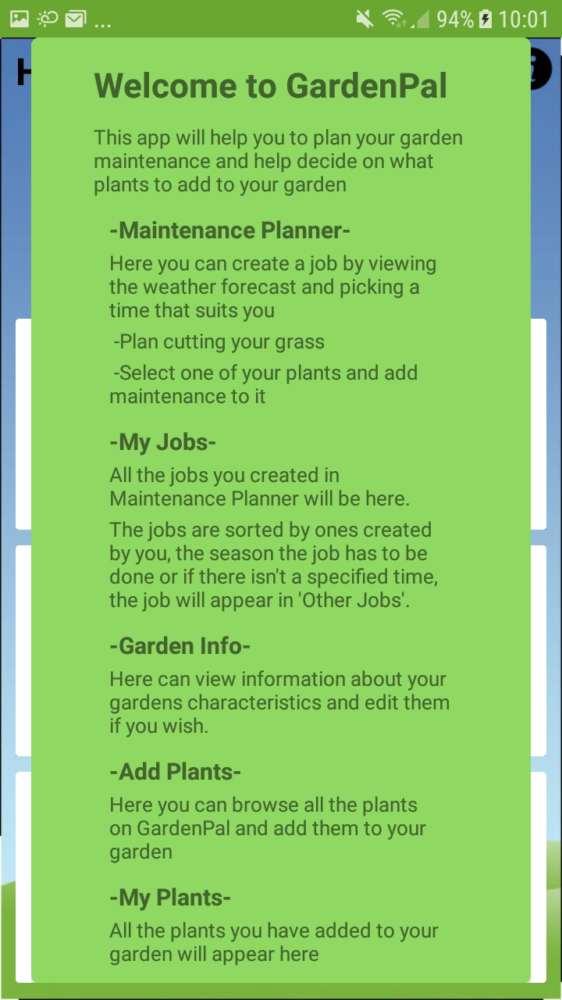 ... 94% 10:01
H i
Welcome to GardenPal
This app will help you to plan your garden
maintenance and help decide on what
plants to add to your garden
-Maintenance Planner-
Here you can create a job by viewing
the weather forecast and picking a
time that suits you
-Plan cutting your grass
-Select one of your plants and add
maintenance to it
-My Jobs-
All the jobs you created in
Maintenance Planner will be here.
The jobs are sorted by ones created
by you, the season the job has to be
done or if there isn't a specified time,
the job will appear in 'Other Jobs'.
-Garden Info-
Here can view information about your
gardens characteristics and edit them
if you wish.
-Add Plants-
Here you can browse all the plants
on GardenPal and add them to your
garden
-My Plants-
All the plants you have added to your
garden will appear here